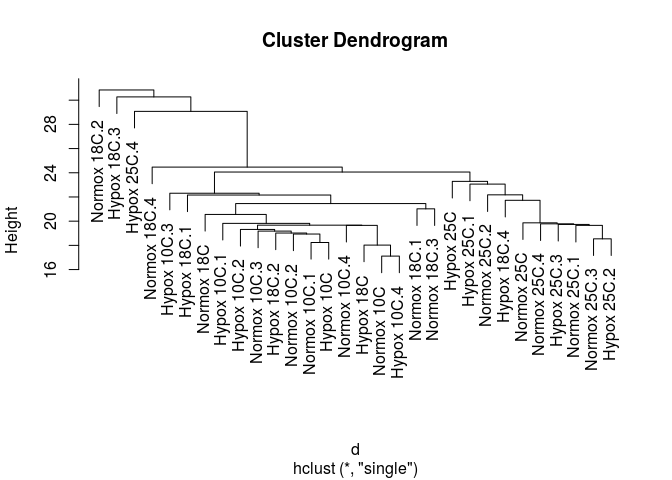 Cluster Dendrogram
Height
28
24
20
16
Normox 18C.2
Hypox 18C.3
Hypox 25C.4
Normox 18C.4
Hypox 10C.3
Hypox 18C.1
Normox 18C
Hypox 10C.1
Hypox 10C.2
Normox 10C.3
Hypox 18C.2
Normox 10C.2
Normox 10C.1
Hypox 10C
Normox 10C.4
Hypox 18C
Normox 10C
Hypox 10C.4
Normox 18C.1
Normox 18C.3
Hypox 25C
Hypox 25C.1
Normox 25C.2
Hypox 18C.4
Normox 25C
Normox 25C.4
Hypox 25C.3
Normox 25C.1
Normox 25C.3
Hypox 25C.2
d
hclust (*, "single")